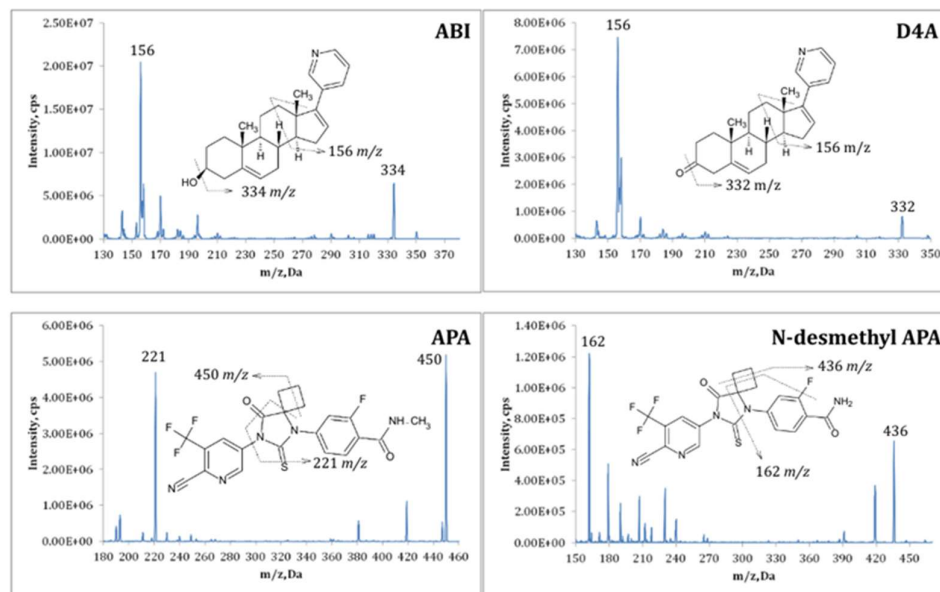 ABI
Intensity, cps
2.50E+07
2.00E+07
1.50E+07
1.00E+07
5.00E+06
0.00E+00
156
334
N
CH₃
CH₃
H
H
H
HO
156 m/z
334 m/z
130 150 170 190 210 230 250 270 290 310 330 350 370
m/z, Da
D4A
Intensity, cps
8.00E+06
7.00E+06
6.00E+06
5.00E+06
4.00E+06
3.00E+06
2.00E+06
1.00E+06
0.00E+00
156
332
N
CH₃
CH₃
H
H
H
O
156 m/z
332 m/z
130 150 170 190 210 230 250 270 290 310 330 350
m/z, Da
APA
Intensity, cps
6.00E+06
5.00E+06
4.00E+06
3.00E+06
2.00E+06
1.00E+06
0.00E+00
221
450
450 m/z
O
F
F
F
F
N
N
NH
CH₃
O
S
N
N
221 m/z
180 200 220 240 260 280 300 320 340 360 380 400 420 440 460
m/z, Da
N-desmethyl APA
Intensity, cps
1.40E+06
1.20E+06
1.00E+06
8.00E+05
6.00E+05
4.00E+05
2.00E+05
0.00E+00
162
436
436 m/z
O
F
F
F
F
NH₂
N
N
O
S
N
N
162 m/z
150 180 210 240 270 300 330 360 390 420 450
m/z, Da